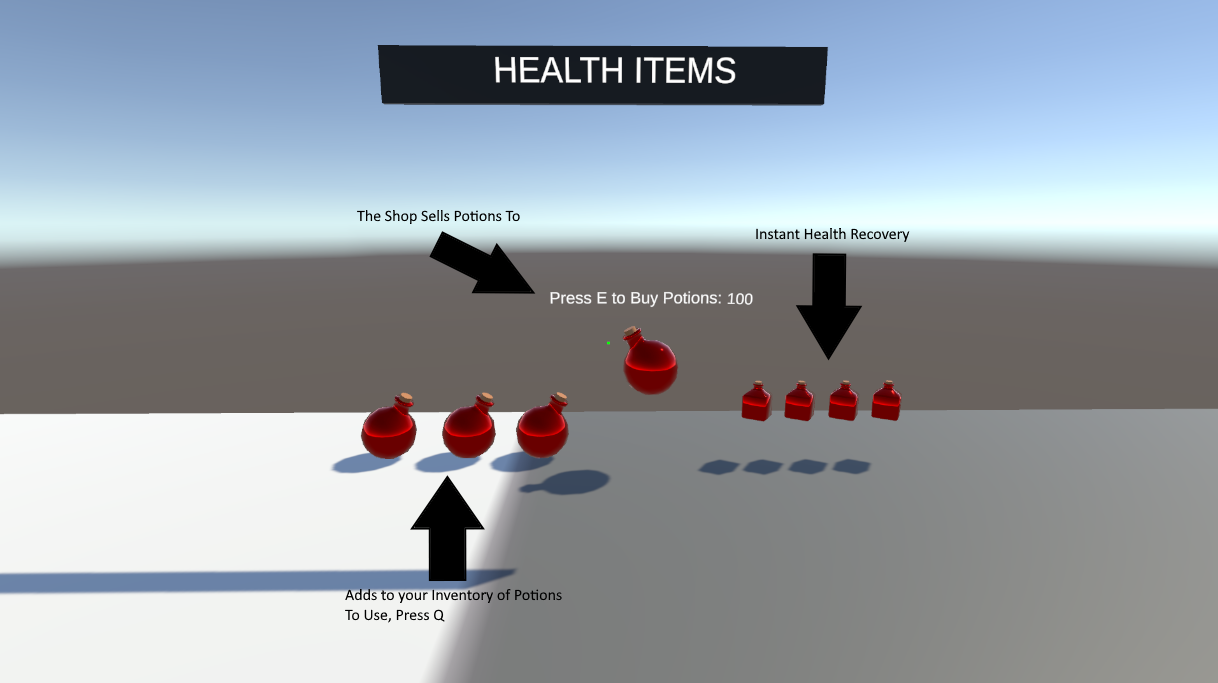 HEALTH ITEMS
The Shop Sells Potions To
Instant Health Recovery
Press E to Buy Potions: 100
Adds to your Inventory of Potions
To Use, Press Q